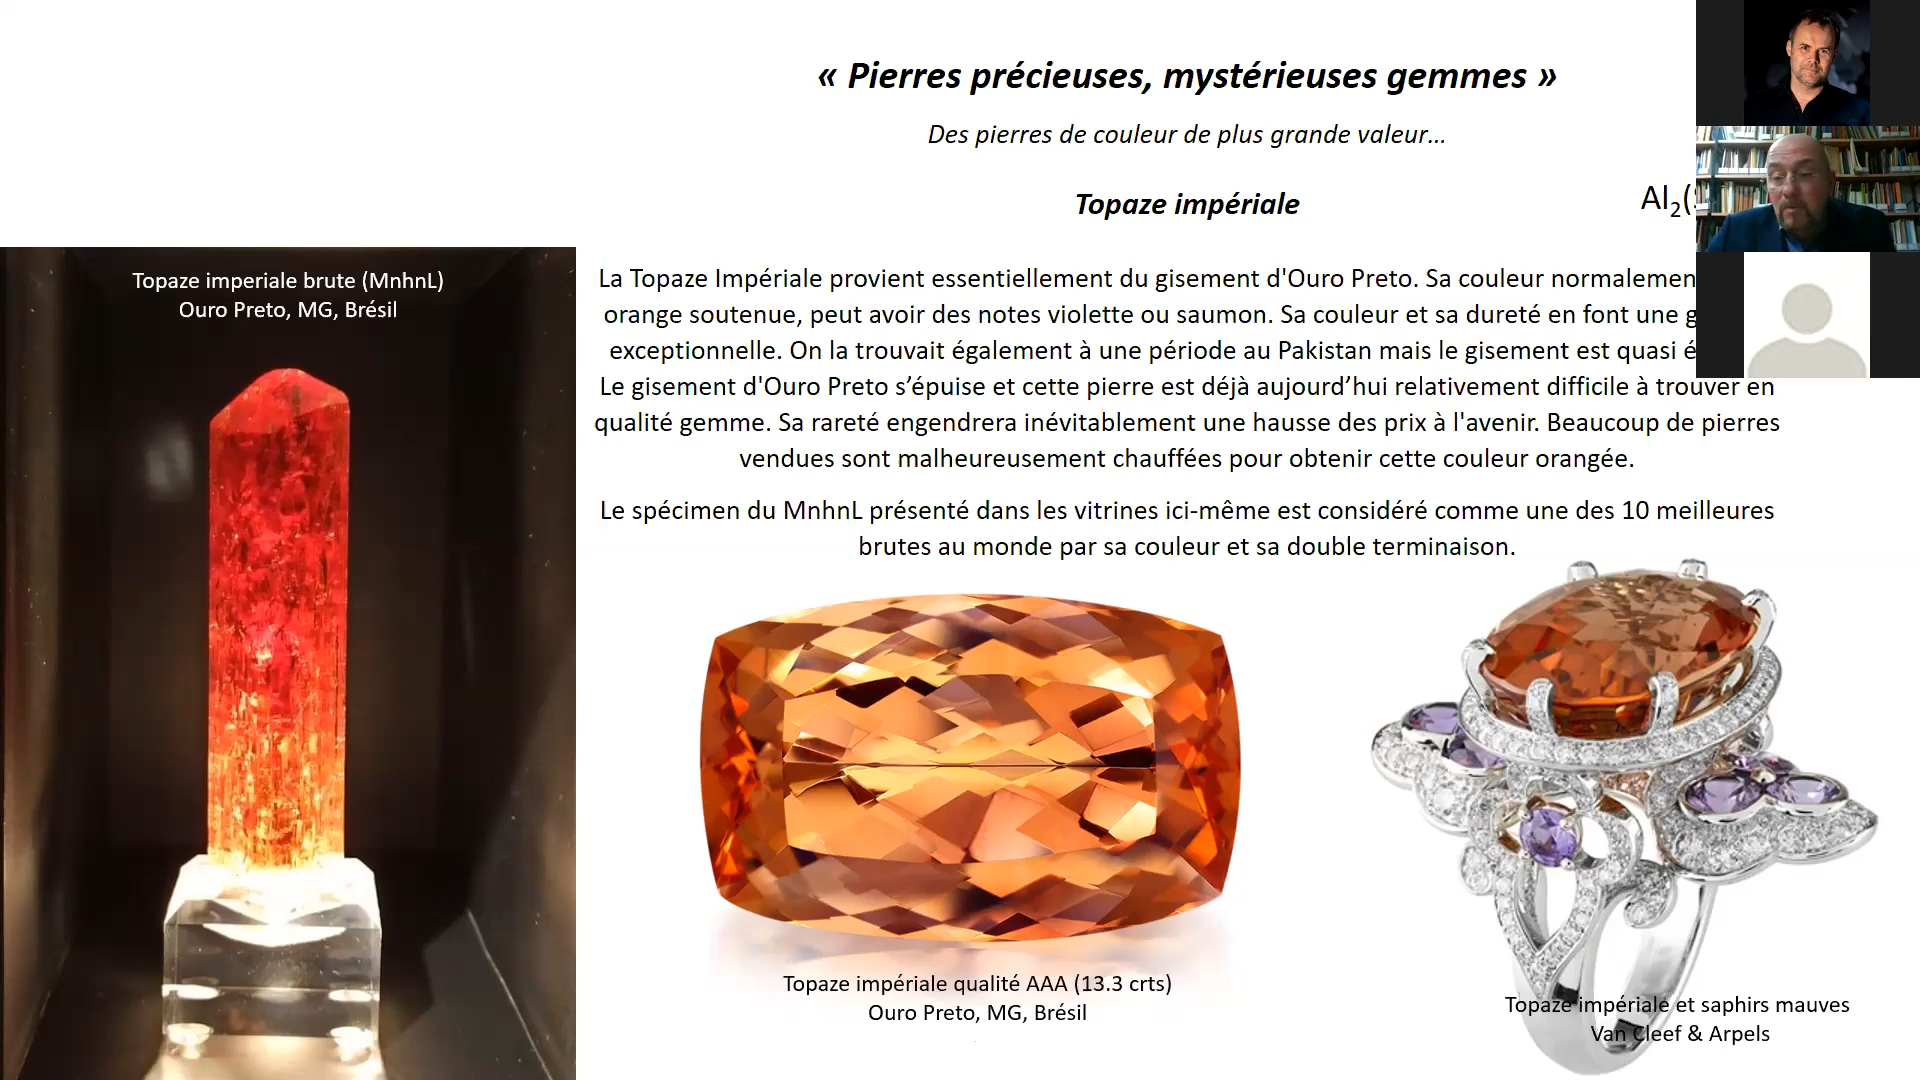 « Pierres précieuses, mystérieuses gemmes »
Des pierres de couleur de plus grande valeur...
Topaze impériale
Al2(
Topaze imperiale brute (MnhnL)
Ouro Preto, MG, Brésil
La Topaze Impériale provient essentiellement du gisement d'Ouro Preto. Sa couleur
orange soutenue, peut avoir des notes violette ou saumon. Sa couleur et sa dureté en font une
exceptionnelle. On la trouvait également à une période au Pakistan mais le gisement est quasi
Le gisement d'Ouro Preto s’épuise et cette pierre est déjà aujourd’hui relativement difficile à trouver en
qualité gemme. Sa rareté engendrera inévitablement une hausse des prix à l'avenir. Beaucoup de pierres
vendues sont malheureusement chauffées pour obtenir cette couleur orangée.
Le spécimen du MnhnL présenté dans les vitrines ici-même est considéré comme une des 10 meilleures
brutes au monde par sa couleur et sa double terminaison.
Topaze impériale qualité AAA (13.3 crts)
Ouro Preto, MG, Brésil
Topaze impériale et saphirs mauves
Van Cleef & Arpels